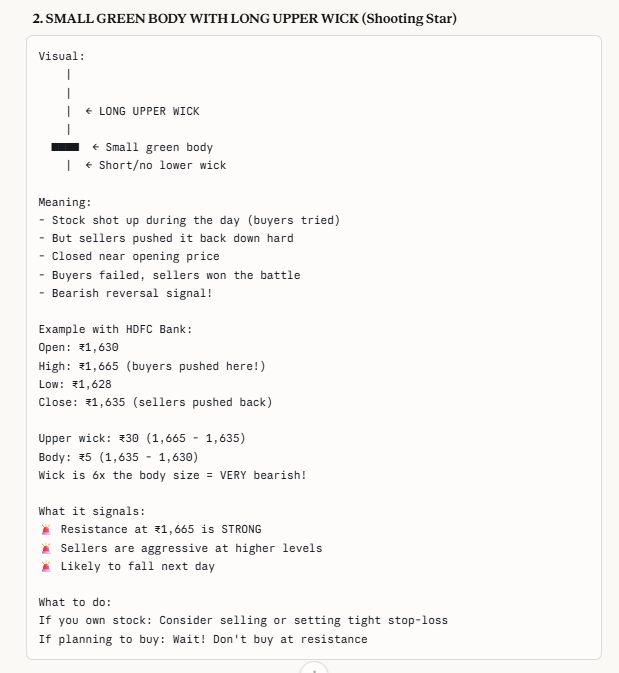 2. SMALL GREEN BODY WITH LONG UPPER WICK (Shooting Star)
Visual:
|
|
| ← LONG UPPER WICK
|
■■■■ ← Small green body
| ← Short/no lower wick
Meaning:
- Stock shot up during the day (buyers tried)
- But sellers pushed it back down hard
- Closed near opening price
- Buyers failed, sellers won the battle
- Bearish reversal signal!
Example with HDFC Bank:
Open: ₹1,630
High: ₹1,665 (buyers pushed here!)
Low: ₹1,628
Close: ₹1,635 (sellers pushed back)
Upper wick: ₹30 (1,665 - 1,635)
Body: ₹5 (1,635 - 1,630)
Wick is 6x the body size = VERY bearish!
What it signals:
🚨 Resistance at ₹1,665 is STRONG
🚨 Sellers are aggressive at higher levels
🚨 Likely to fall next day
What to do:
If you own stock: Consider selling or setting tight stop-loss
If planning to buy: Wait! Don't buy at resistance